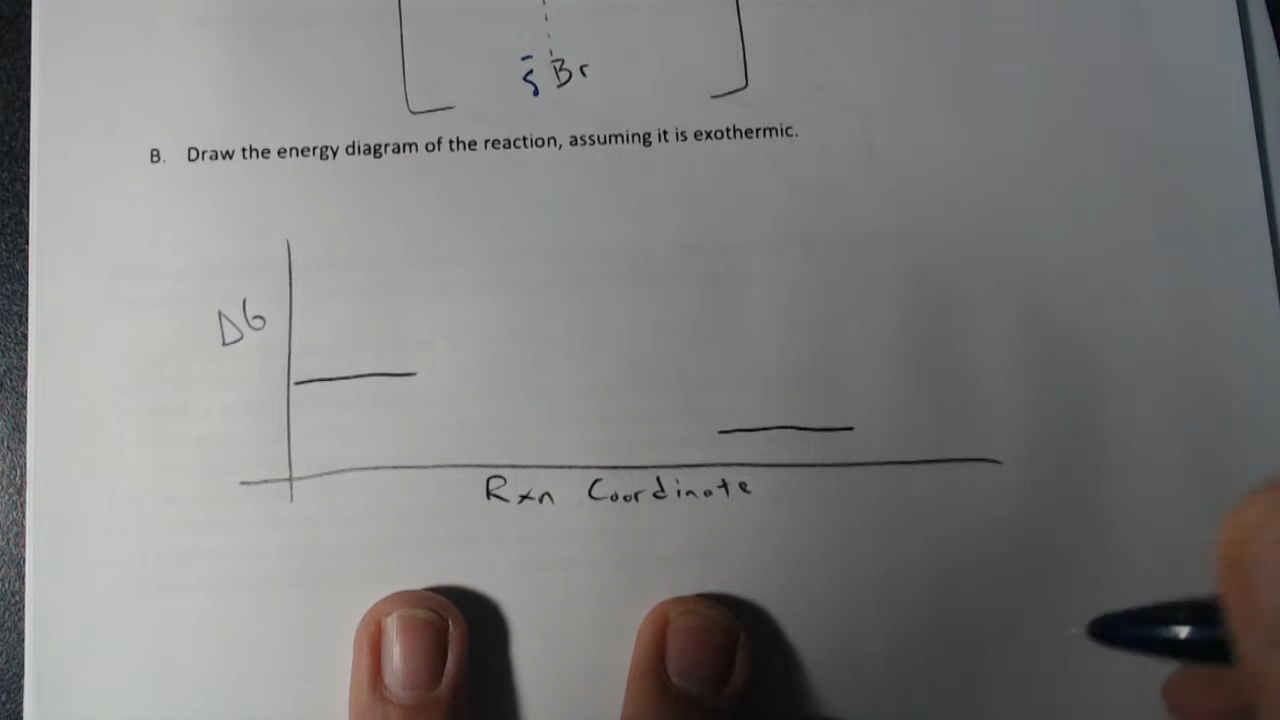 δ̄ Br
B. Draw the energy diagram of the reaction, assuming it is exothermic.
ΔG
Rxn Coordinate